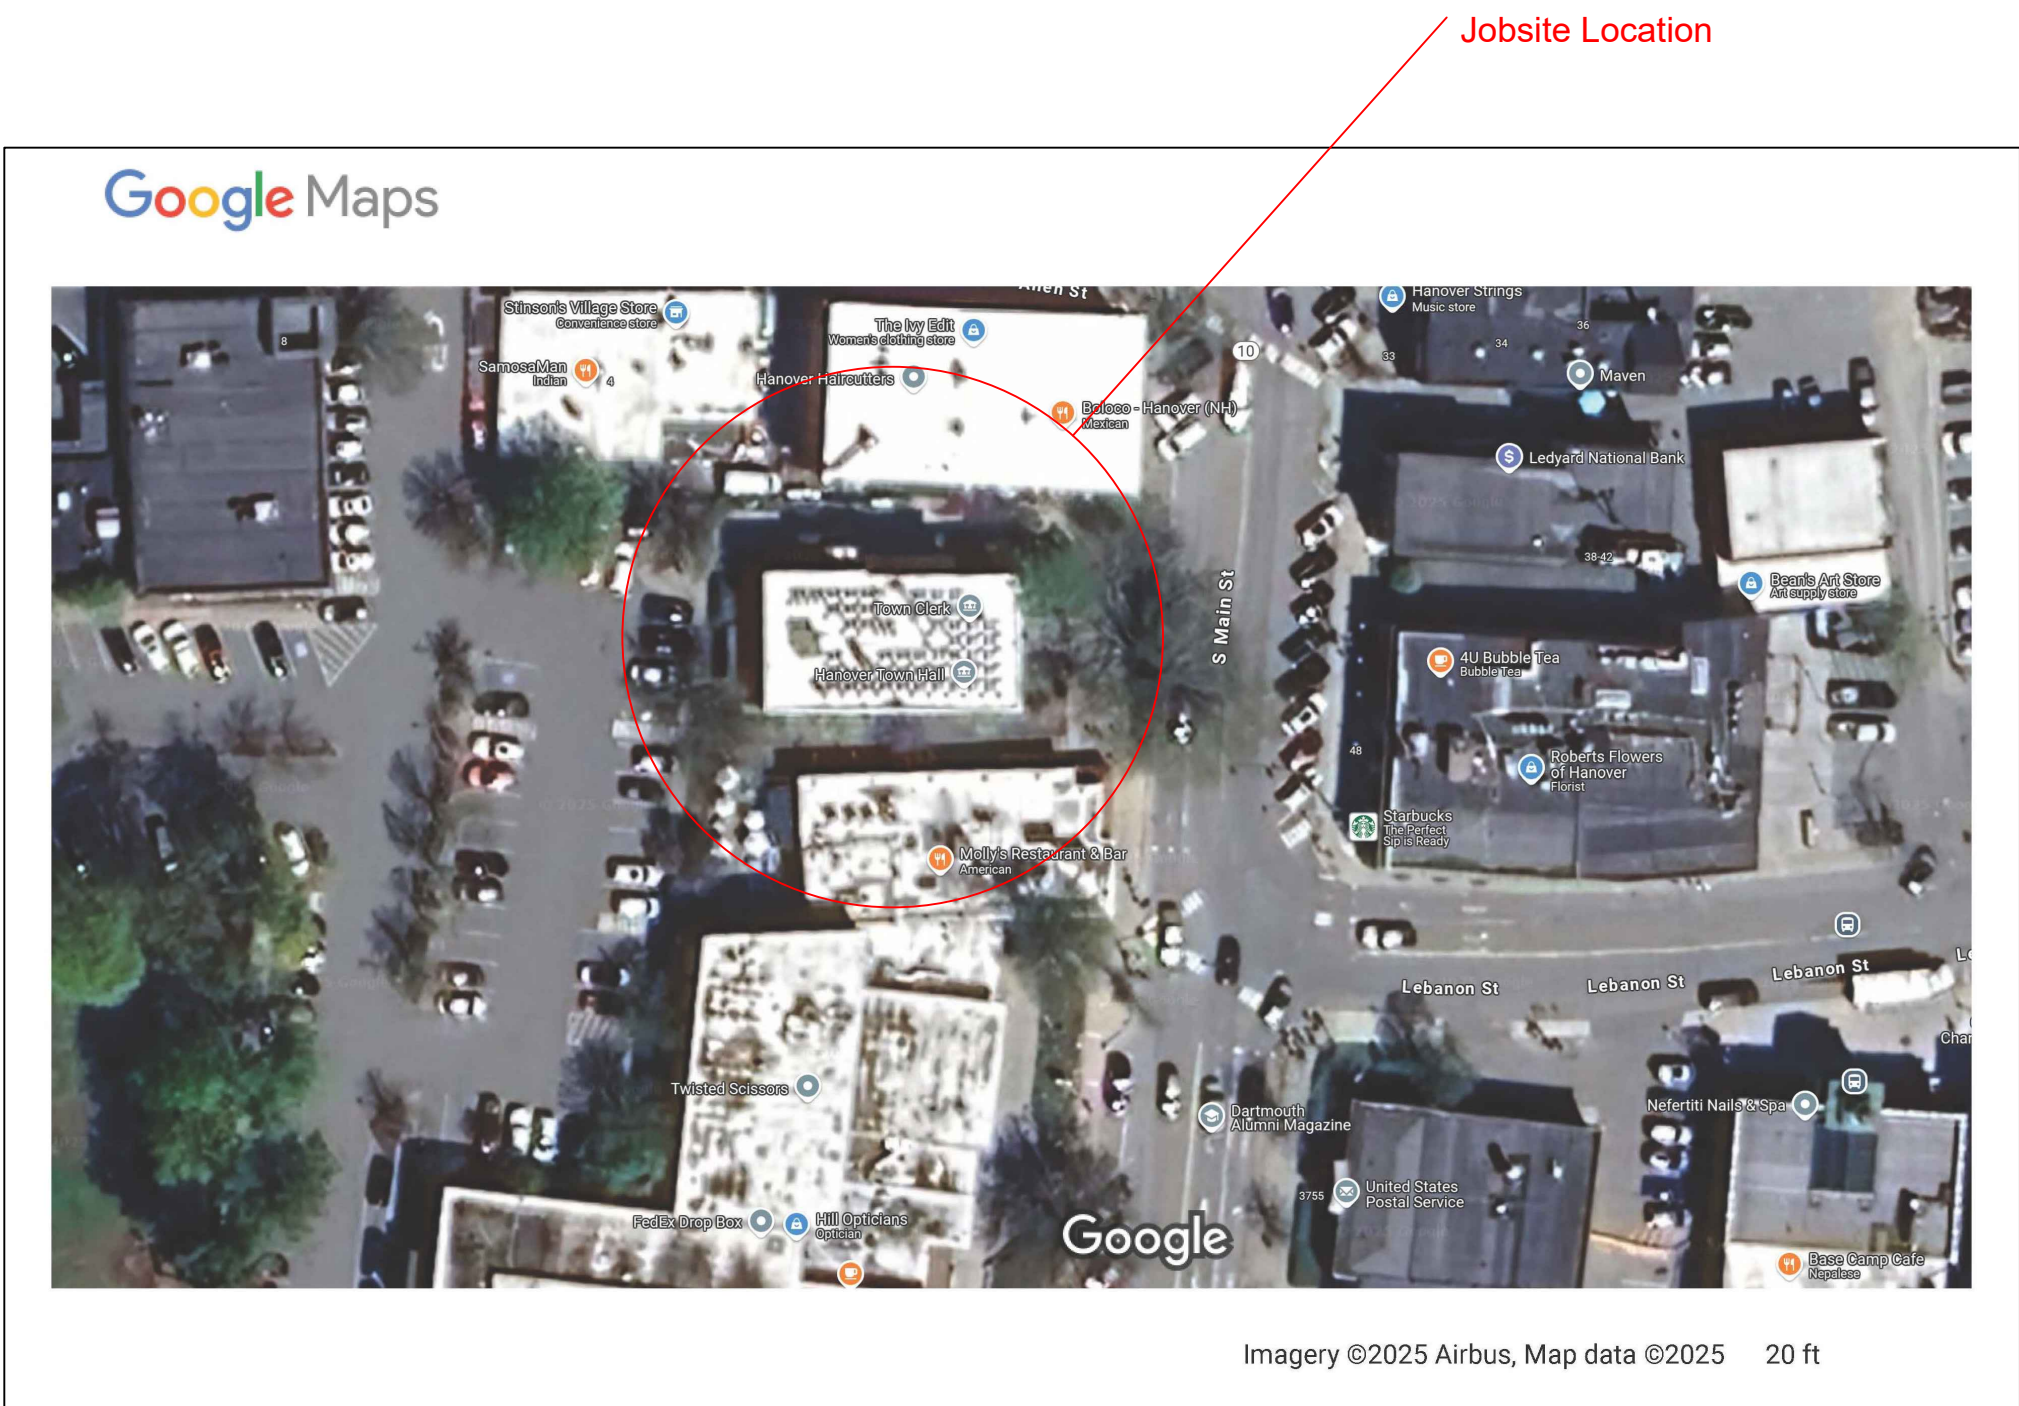 Jobsite Location
Google Maps
Allen St
Stinson's Village Store
Convenience store
SamosaMan
Indian
4
8
The Ivy Edit
Women's clothing store
Hanover Haircutters
Boloco - Hanover (NH)
Mexican
10
Hanover Strings
Music store
36
34
33
Maven
Ledyard National Bank
38-42
Bean's Art Store
Art supply store
Town Clerk
Hanover Town Hall
S Main St
4U Bubble Tea
Bubble Tea
48
Roberts Flowers
of Hanover
Florist
Starbucks
The Perfect
Sip is Ready
Molly's Restaurant & Bar
American
Lebanon St
Lebanon St
Lebanon St
Twisted Scissors
Dartmouth
Alumni Magazine
Nefertiti Nails & Spa
3755
United States
Postal Service
FedEx Drop Box
Hill Opticians
Optician
Google
Base Camp Cafe
Nepalese
Imagery ©2025 Airbus, Map data ©2025 20 ft